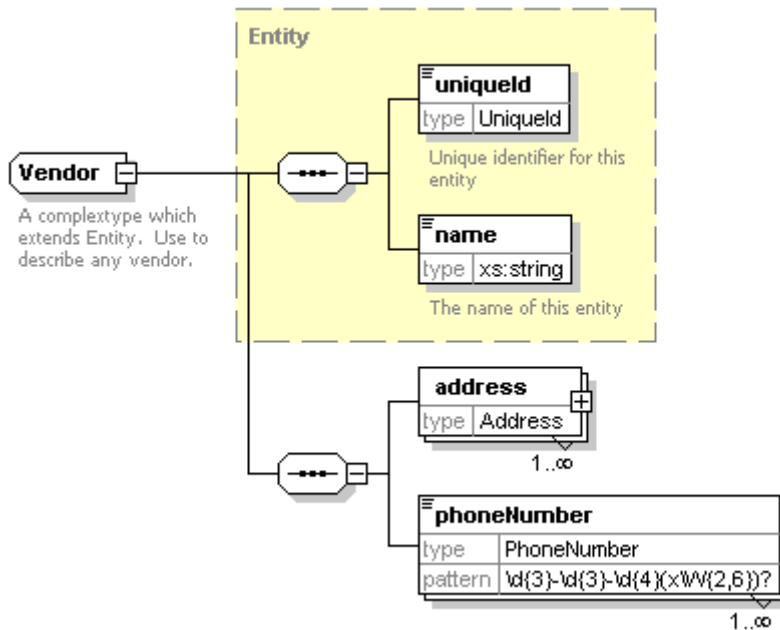 Entity
uniqueId
type UniqueId
Unique identifier for this
entity
Vendor
A complextype which
extends Entity. Use to
describe any vendor.
name
type xs:string
The name of this entity
address
type Address
1..∞
phoneNumber
type PhoneNumber
pattern \d{3}-\d{3}-\d{4}(x\W{2,6})?
1..∞